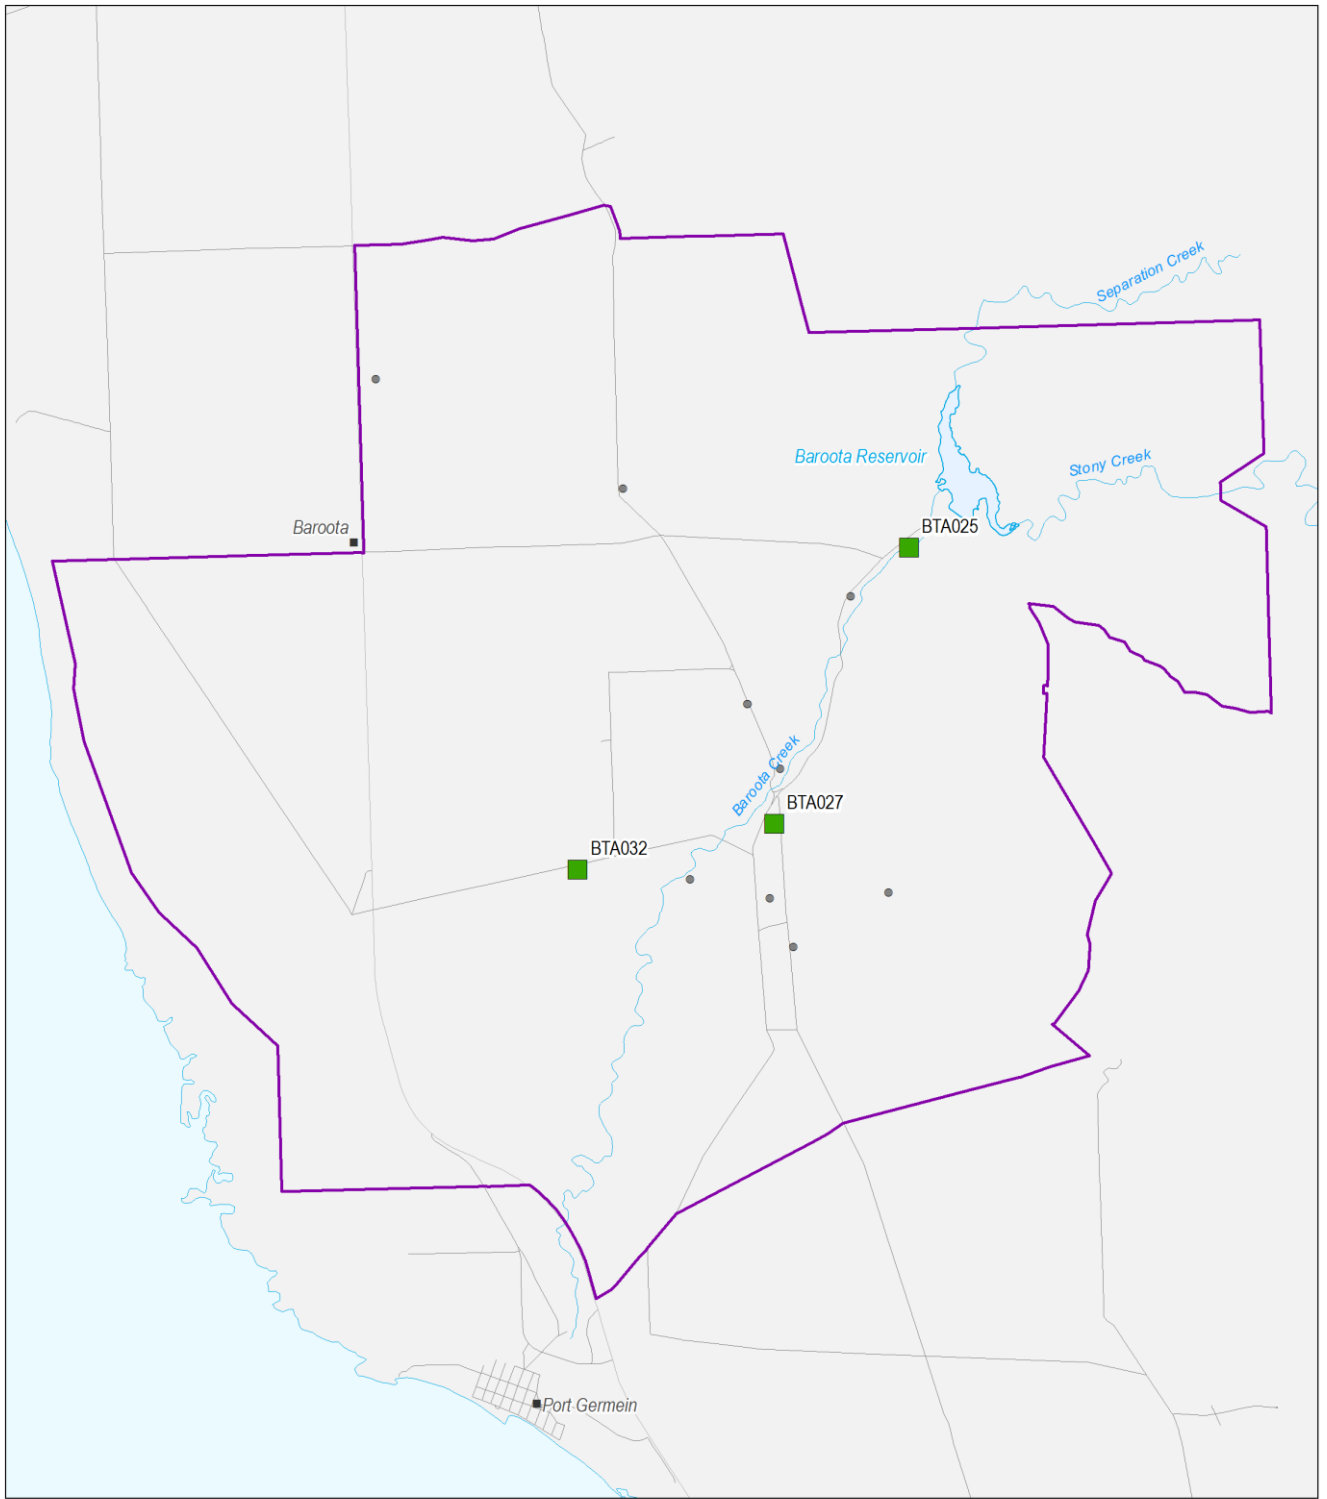 Separation Creek
Baroota Reservoir
Stony Creek
Baroota
BTA025
Baroota Creek
BTA027
BTA032
Port Germein